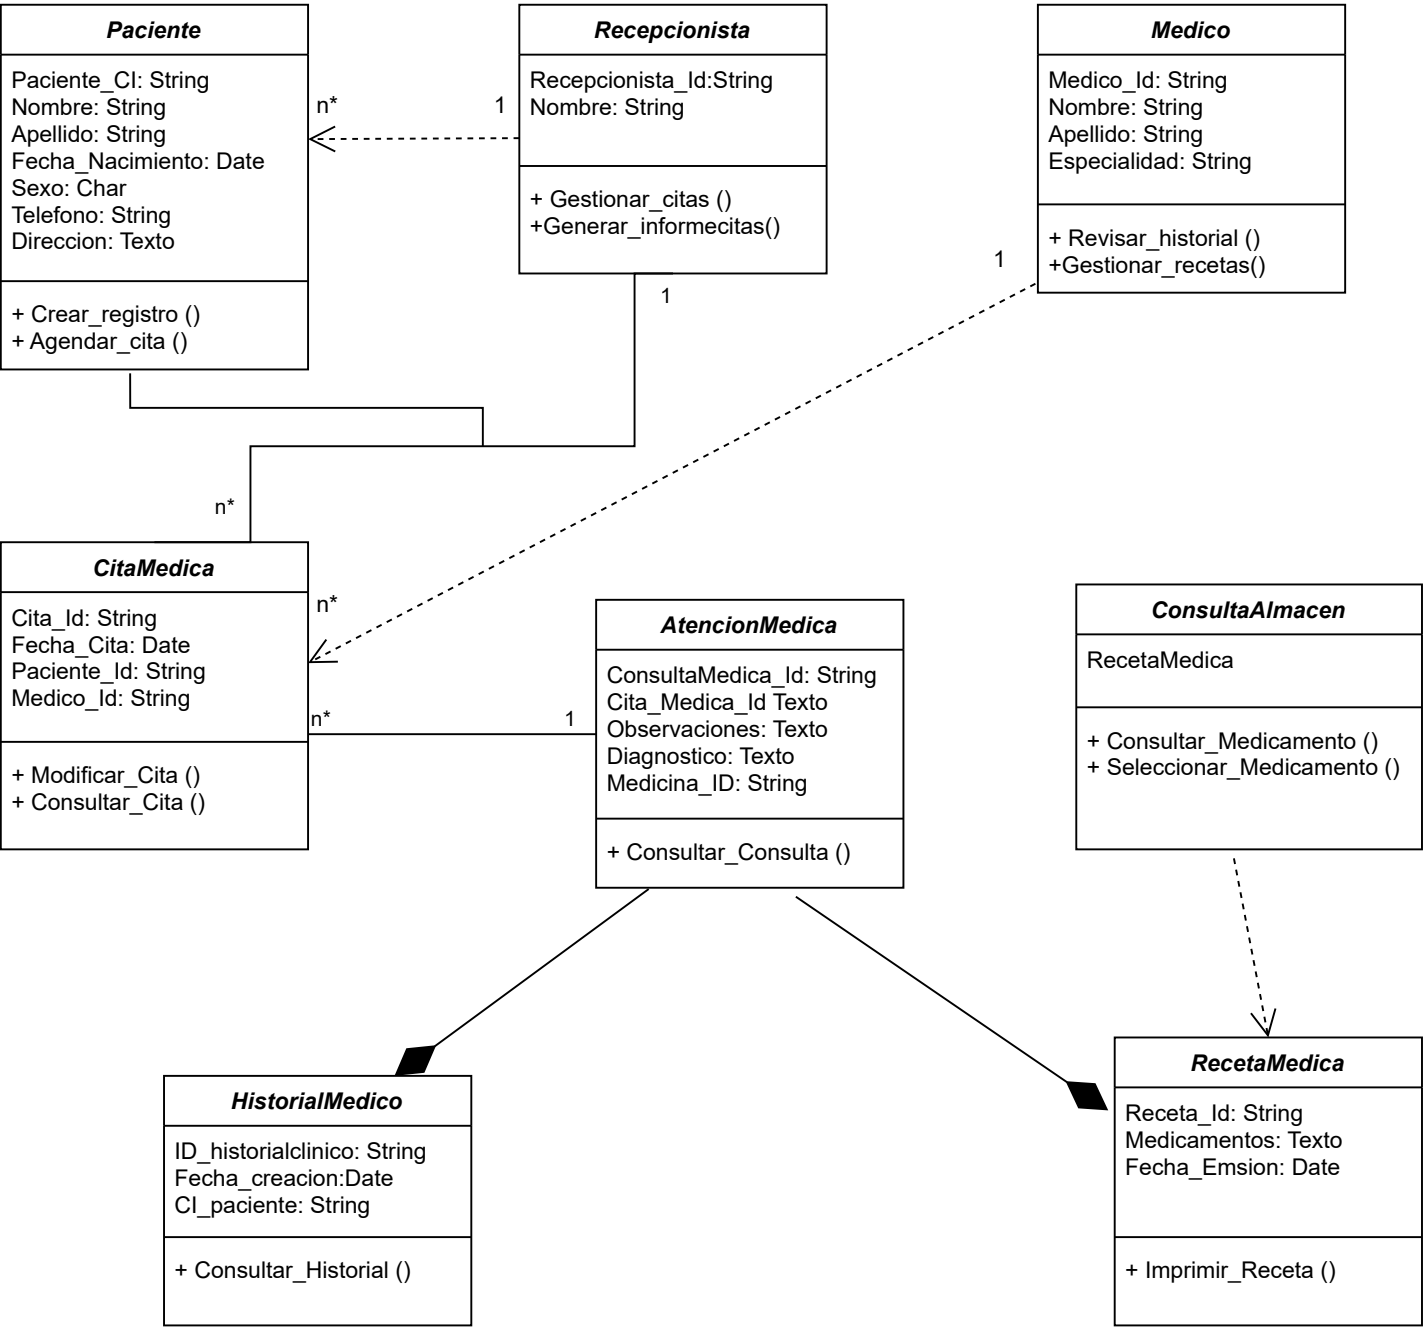 Paciente
Paciente_CI: String
Nombre: String
Apellido: String
Fecha_Nacimiento: Date
Sexo: Char
Telefono: String
Direccion: Texto
+ Crear_registro ()
+ Agendar_cita ()
n*
1
Recepcionista
Recepcionista_Id:String
Nombre: String
+ Gestionar_citas ()
+Generar_informecitas()
1
Medico
Medico_Id: String
Nombre: String
Apellido: String
Especialidad: String
+ Revisar_historial ()
+Gestionar_recetas()
1
n*
CitaMedica
Cita_Id: String
Fecha_Cita: Date
Paciente_Id: String
Medico_Id: String
+ Modificar_Cita ()
+ Consultar_Cita ()
n*
n*
1
AtencionMedica
ConsultaMedica_Id: String
Cita_Medica_Id Texto
Observaciones: Texto
Diagnostico: Texto
Medicina_ID: String
+ Consultar_Consulta ()
ConsultaAlmacen
RecetaMedica
+ Consultar_Medicamento ()
+ Seleccionar_Medicamento ()
HistorialMedico
ID_historialclinico: String
Fecha_creacion:Date
CI_paciente: String
+ Consultar_Historial ()
RecetaMedica
Receta_Id: String
Medicamentos: Texto
Fecha_Emsion: Date
+ Imprimir_Receta ()